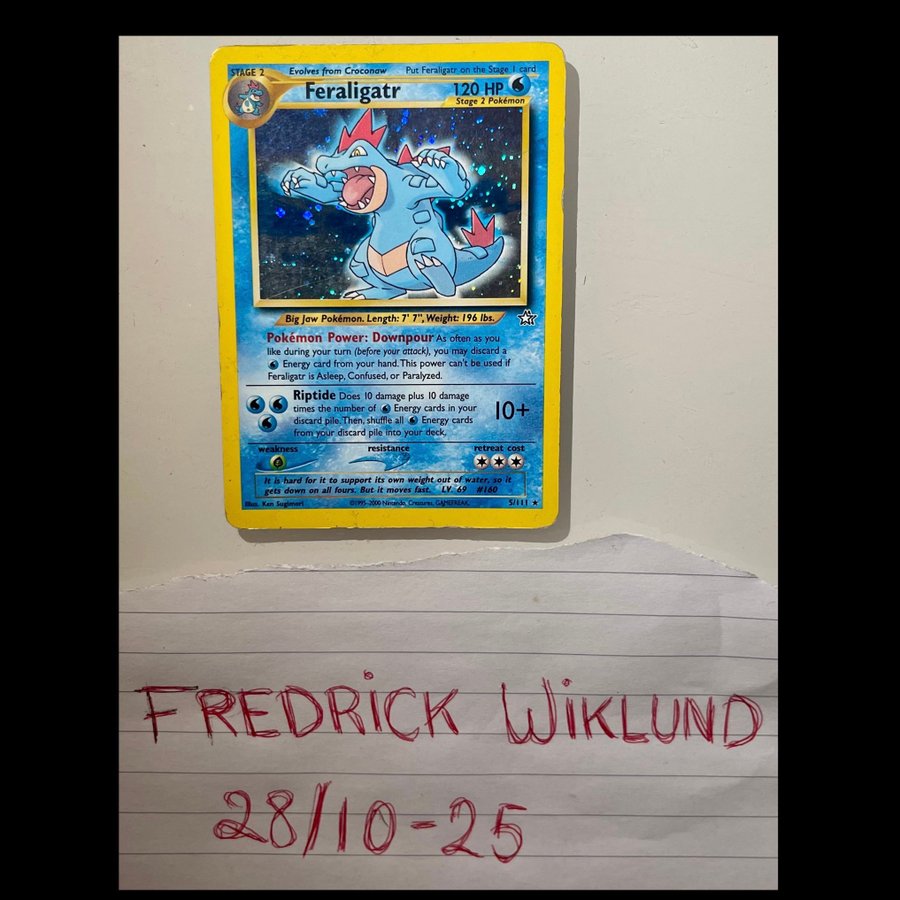 STAGE 2 Evolves from Croconaw Put Feraligatr on the Stage 1 card
Feraligatr 120 HP
Stage 2 Pokémon
Big Jaw Pokémon. Length: 7' 7", Weight: 196 lbs.
Pokémon Power: Downpour As often as you
like during your turn (before your attack), you may discard a
Energy card from your hand. This power can't be used if
Feraligatr is Asleep, Confused, or Paralyzed.
Riptide Does 10 damage plus 10 damage
times the number of Energy cards in your
discard pile. Then, shuffle all Energy cards
from your discard pile into your deck.
10+
weakness resistance retreat cost
It is hard for it to support its own weight out of water, so it
gets down on all fours. But it moves fast. LV. 69 #160
Illus. Ken Sugimori ©1995-2000 Nintendo, Creatures, GAMEFREAK. 5/111
FREDRICK WIKLUND
28/10-25